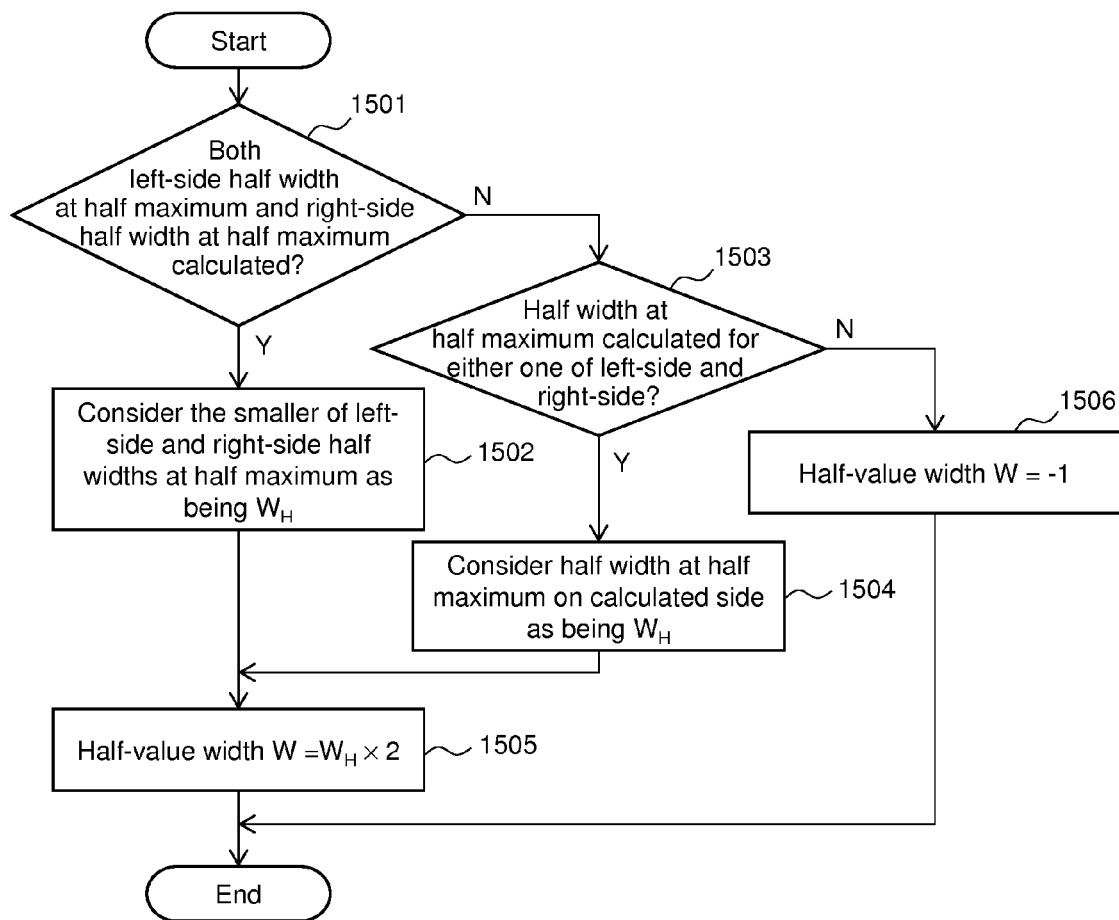 Start
1501
Both
left-side half width
at half maximum and right-side
half width at half maximum
calculated?
N
Y
1503
Half width at
half maximum calculated for
either one of left-side and
right-side?
N
Y
Consider the smaller of left-
side and right-side half
widths at half maximum as
being W_H
1502
1506
Half-value width W = -1
Consider half width at half
maximum on calculated side
as being W_H
1504
Half-value width W =W_H × 2
1505
End